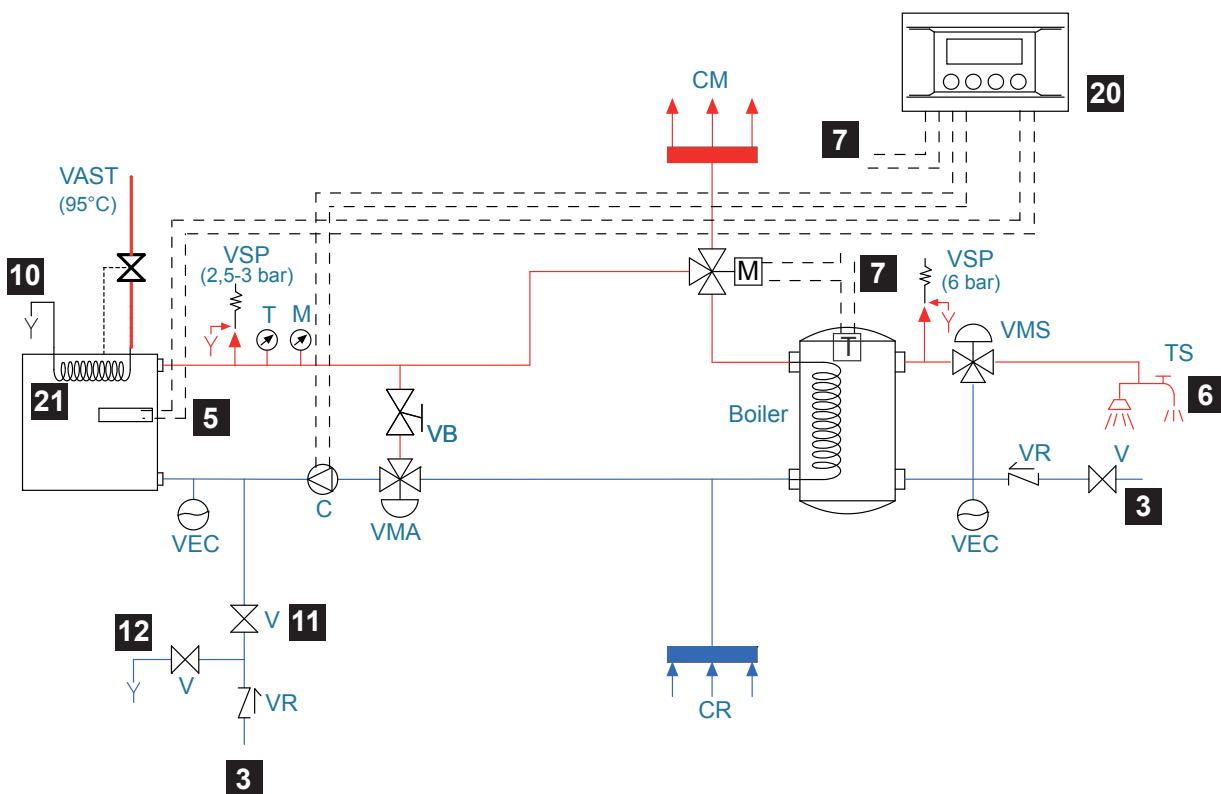 CM
20
7
VAST
(95°C)
10
VSP
(2,5-3 bar)
T
M
M
7
VSP
(6 bar)
VMS
TS
6
T
21
5
VB
Boiler
VR
V
3
C
VMA
VEC
VEC
V
11
12
V
VR
CR
3